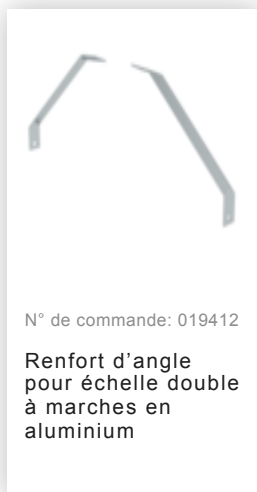 N° de commande: 019412
Renfort d’angle
pour échelle double
à marches en
aluminium